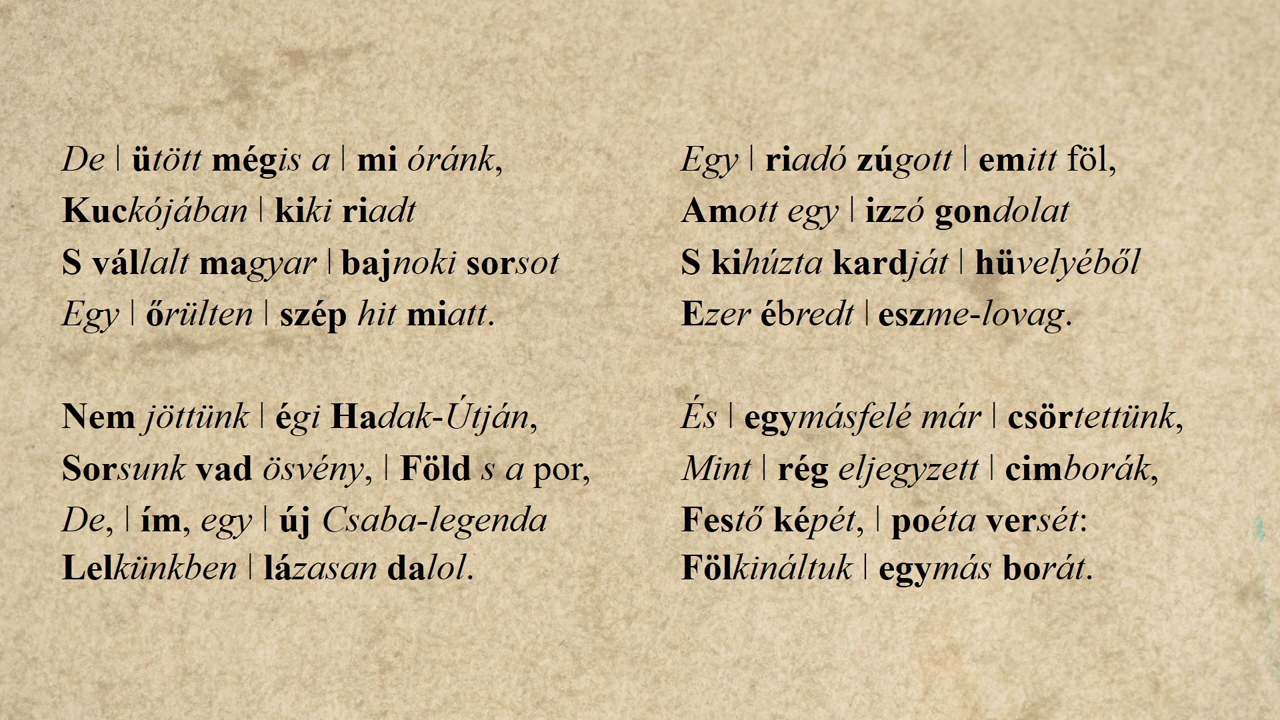 De | ütött mégis a | mi óránk,
Kuckójában | kiki riadt
S vállalt magyar | bajnoki sorsot
Egy | őrülten | szép hit miatt.
Nem jöttünk | égi Hadak-Útján,
Sorsunk vad ösvény, | Föld s a por,
De, | ím, egy | új Csaba-legenda
Lelkünkben | lázasan dalol.
Egy | riadó zúgott | emitt föl,
Amott egy | izzó gondolat
S kihúzta kardját | hüvelyéből
Ezer ébredt | eszme-lovag.
És | egymásfelé már | csörtettünk,
Mint | rég eljegyzett | cimborák,
Festő képét, | poéta versét:
Fölkináltuk | egymás borát.